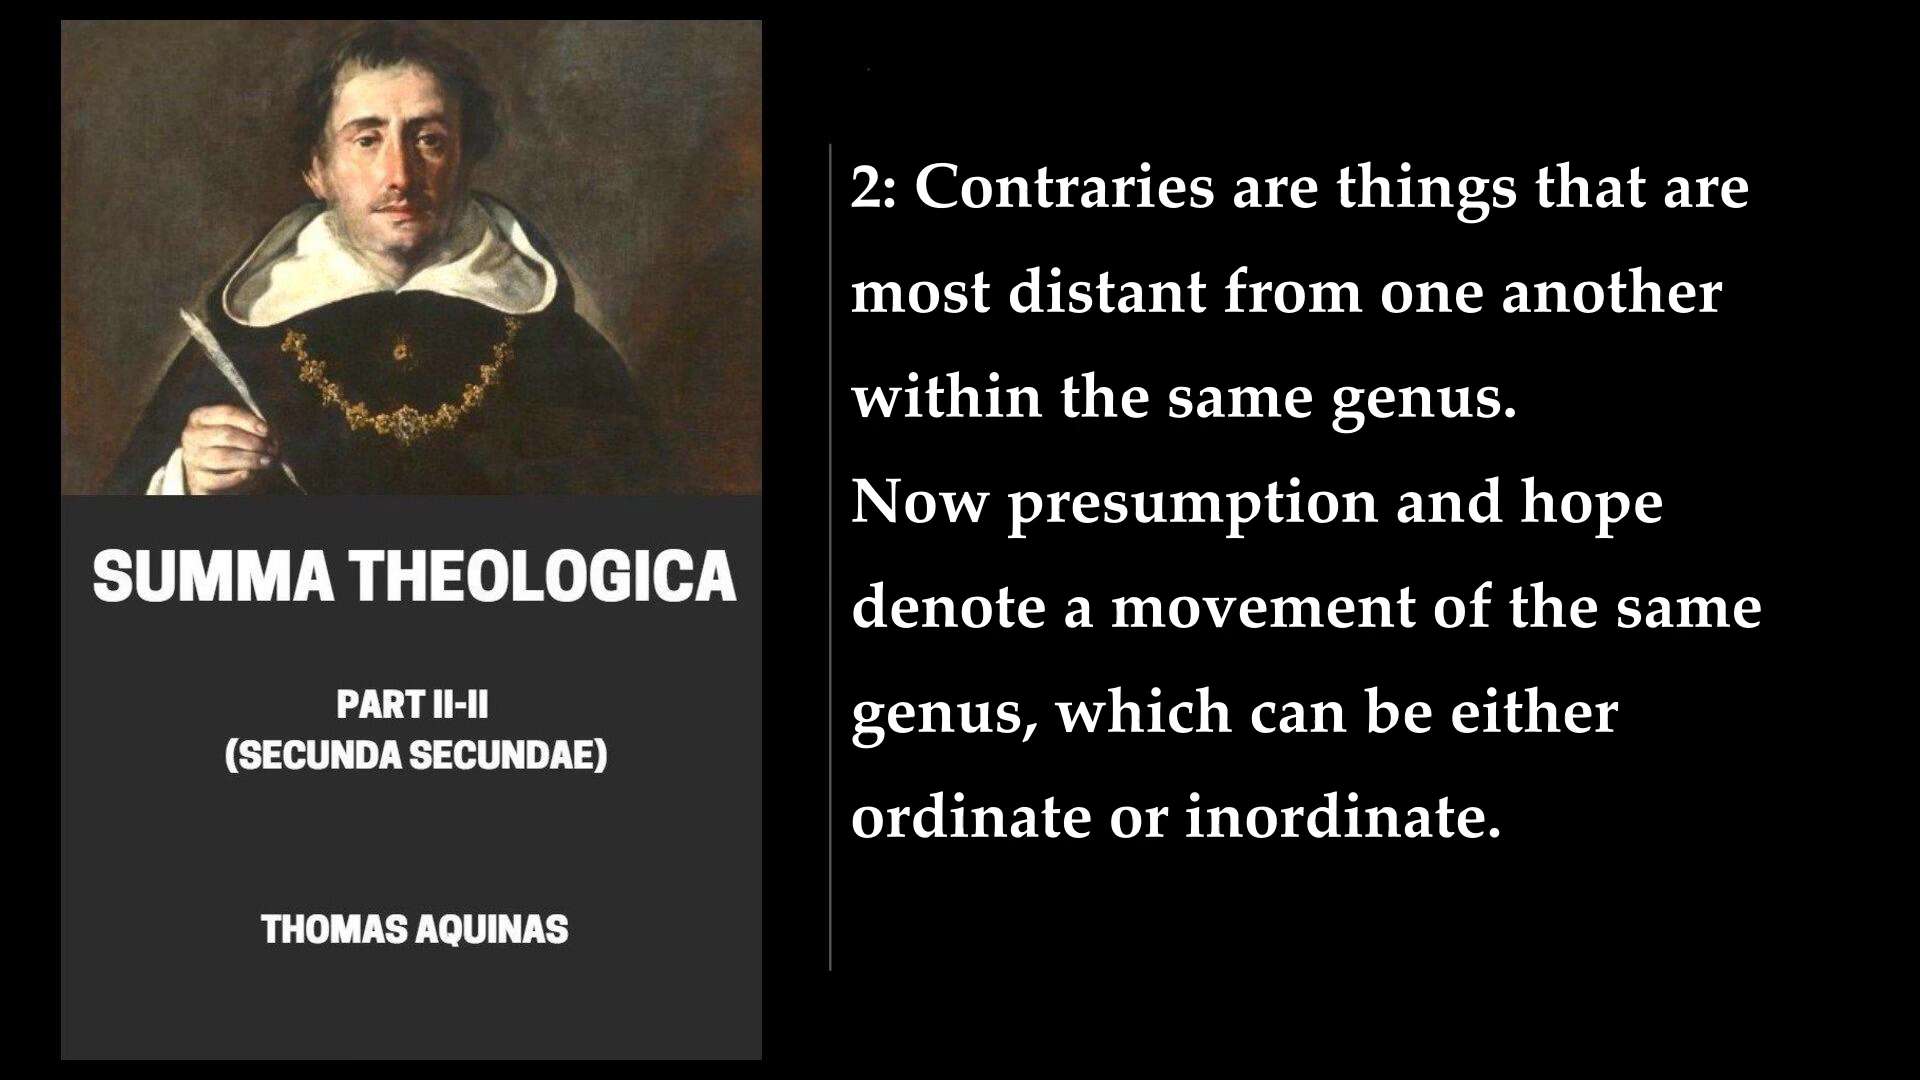 SUMMA THEOLOGICA
PART II-II
(SECUNDA SECUNDAE)
THOMAS AQUINAS
2: Contraries are things that are
most distant from one another
within the same genus.
Now presumption and hope
denote a movement of the same
genus, which can be either
ordinate or inordinate.